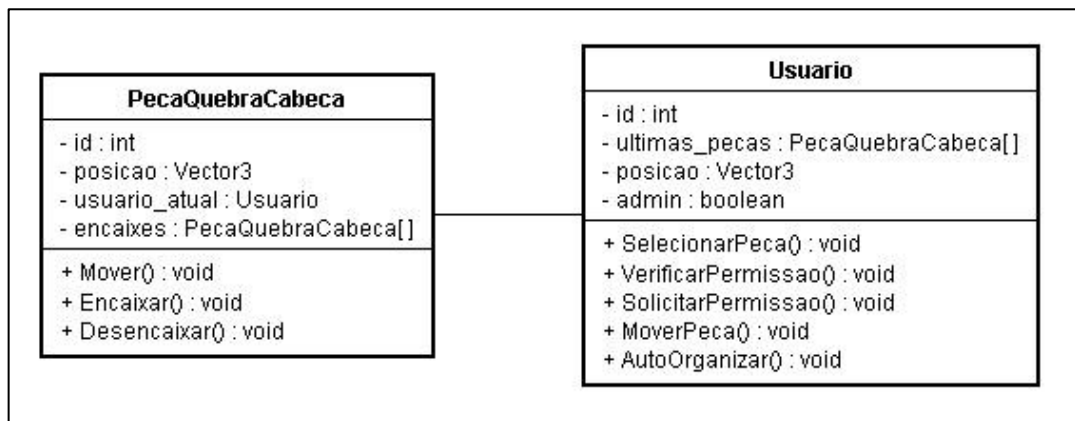 PecaQuebraCabeca
- id : int
- posicao : Vector3
- usuario_atual : Usuario
- encaixes : PecaQuebraCabeca[]
+ Mover() : void
+ Encaixar() : void
+ Desencaixar() : void
Usuario
- id : int
- ultimas_pecas : PecaQuebraCabeca[]
- posicao : Vector3
- admin : boolean
+ SelecionarPeca() : void
+ VerificarPermissao() : void
+ SolicitarPermissao() : void
+ MoverPeca() : void
+ AutoOrganizar() : void